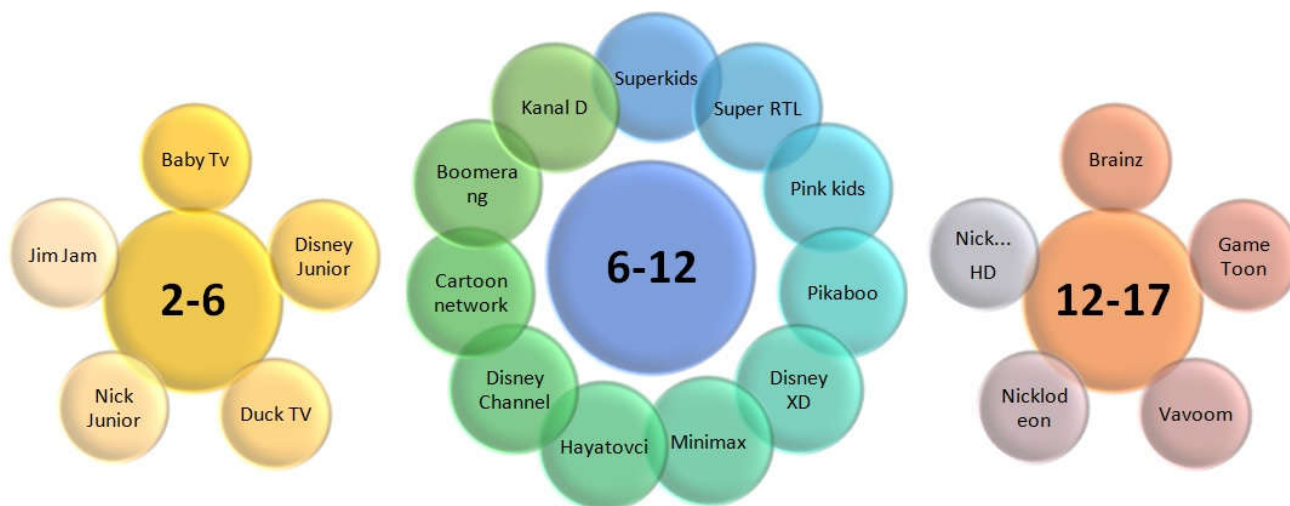 Baby Tv
Disney
Junior
Duck TV
Nick
Junior
Jim Jam
2-6
Superkids
Super RTL
Pink kids
Pikaboo
Disney
XD
Minimax
Hayatovci
Disney
Channel
Cartoon
network
Boomera
ng
Kanal D
6-12
Brainz
Game
Toon
Vavoom
Nicklod
eon
Nick...
HD
12-17